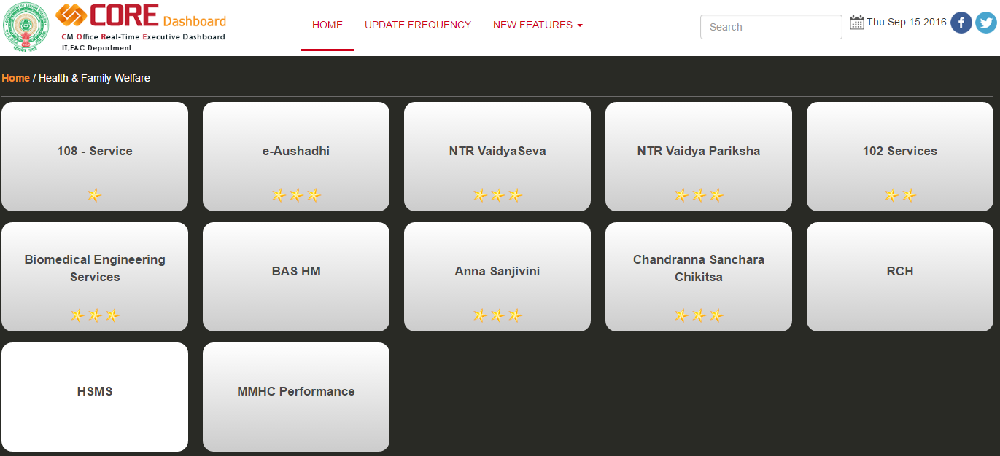 CORE Dashboard
CM Office Real-Time Executive Dashboard
IT,E&C Department
HOME
UPDATE FREQUENCY
NEW FEATURES
Search
Thu Sep 15 2016
Home / Health & Family Welfare
108 - Service
e-Aushadhi
NTR VaidyaSeva
NTR Vaidya Pariksha
102 Services
Biomedical Engineering
Services
BAS HM
Anna Sanjivini
Chandranna Sanchara
Chikitsa
RCH
HSMS
MMHC Performance